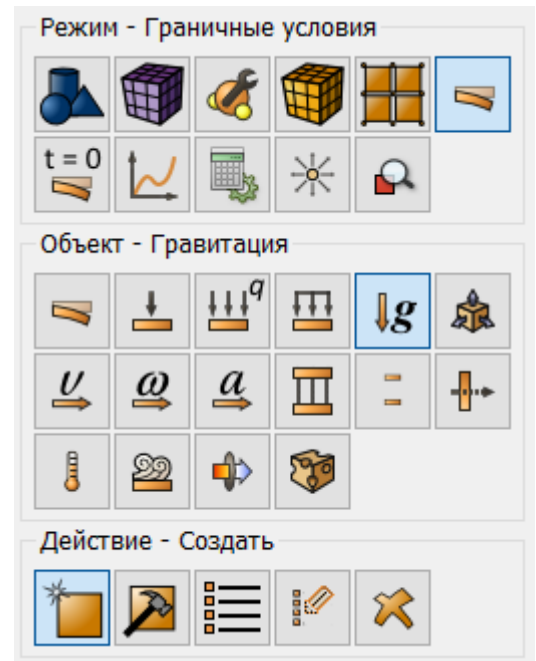 Режим - Граничные условия
t = 0
Объект - Гравитация
q
g
υ
ω
a
Действие - Создать